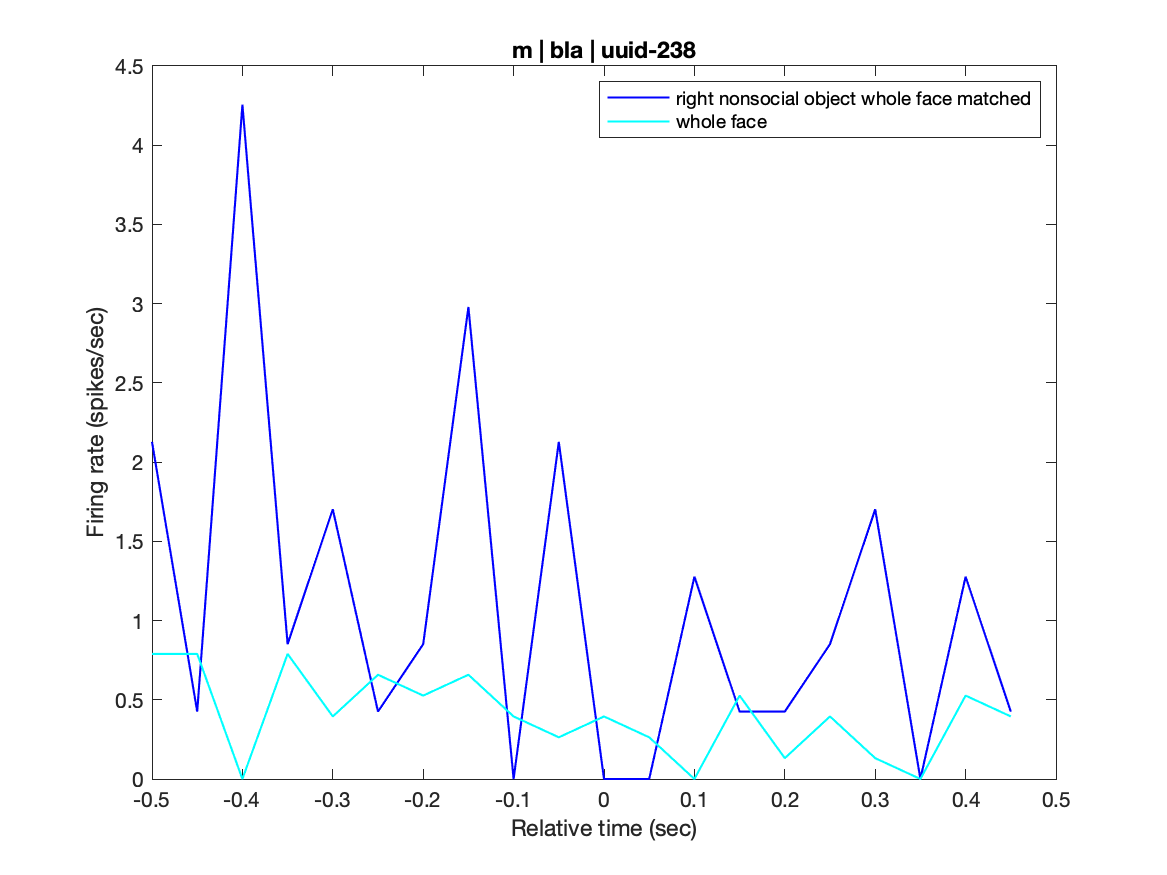 m | bla | uuid-238
4.5
right nonsocial object whole face matched
whole face
4
3.5
3
2.5
2
1.5
1
0.5
0
Firing rate (spikes/sec)
-0.5 -0.4 -0.3 -0.2 -0.1 0 0.1 0.2 0.3 0.4 0.5
Relative time (sec)